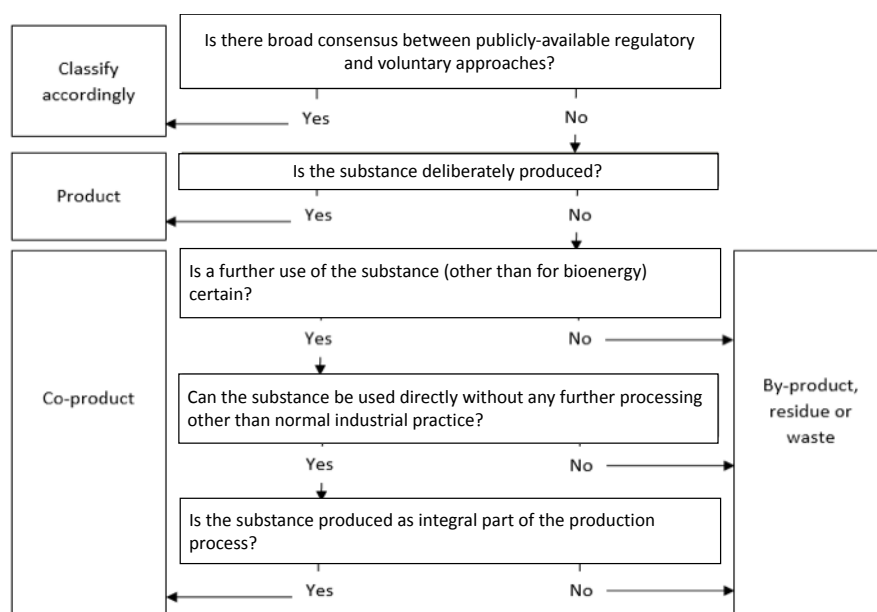 Is there broad consensus between publicly-available regulatory
and voluntary approaches?
Classify
accordingly
Yes
No
Is the substance deliberately produced?
Product
Yes
No
Is a further use of the substance (other than for bioenergy)
certain?
Yes
No
Co-product
Can the substance be used directly without any further processing
other than normal industrial practice?
By-product,
residue or
waste
Yes
No
Is the substance produced as integral part of the production
process?
Yes
No